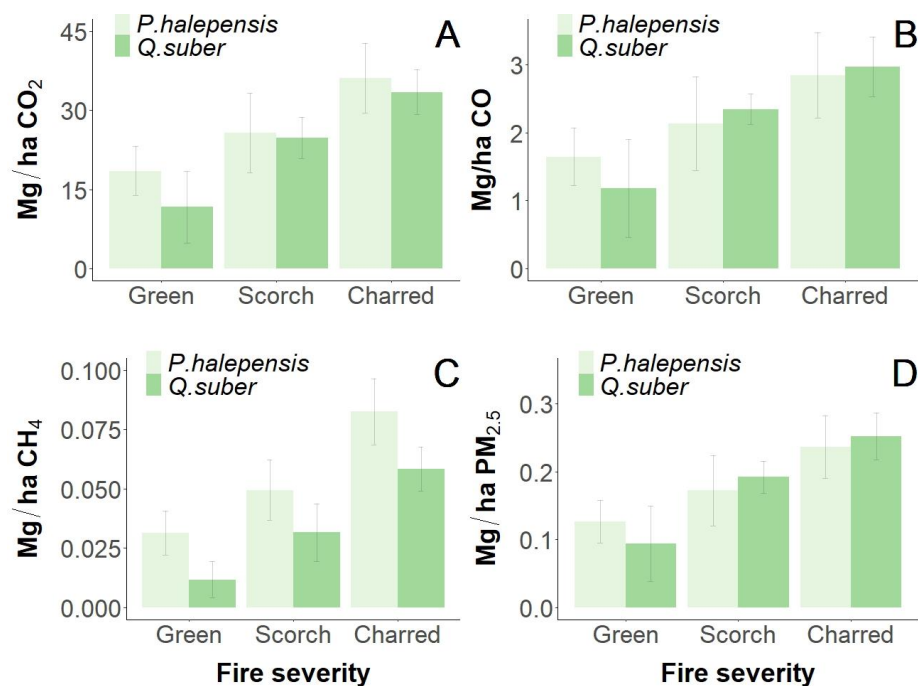 A
P.halepensis
Q.suber
45
30
15
0
Mg/ha CO₂
Green Scorch Charred
B
P.halepensis
Q.suber
3
2
1
0
Mg/ha CO
Green Scorch Charred
C
P.halepensis
Q.suber
0.100
0.075
0.050
0.025
0.000
Mg/ha CH₄
Green Scorch Charred
Fire severity
D
P.halepensis
Q.suber
0.3
0.2
0.1
0.0
Mg/ha PM₂.₅
Green Scorch Charred
Fire severity